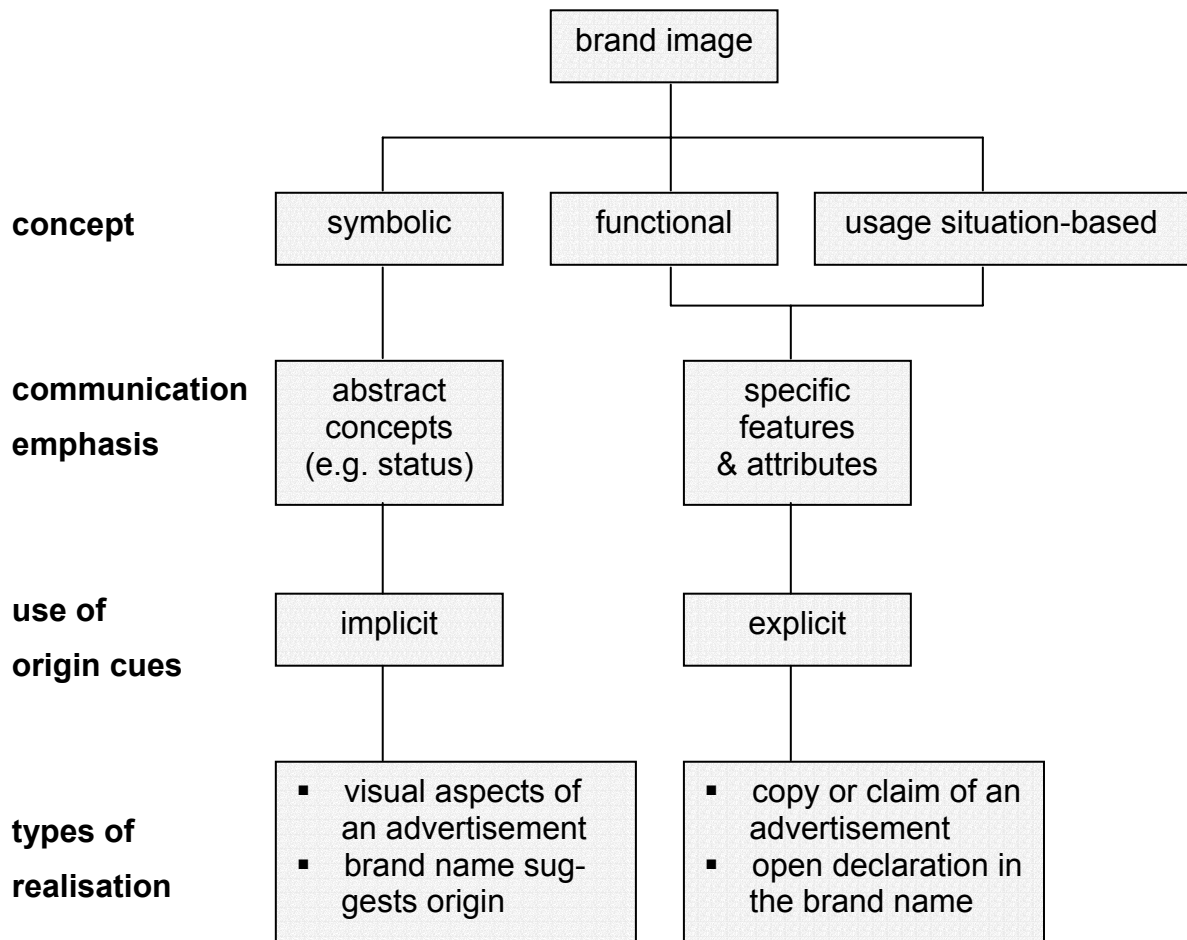 brand image
concept
symbolic
functional
usage situation-based
communication
emphasis
abstract
concepts
(e.g. status)
specific
features
& attributes
use of
origin cues
implicit
explicit
types of
realisation
▪ visual aspects of
an advertisement
▪ brand name sug-
gests origin
▪ copy or claim of an
advertisement
▪ open declaration in
the brand name